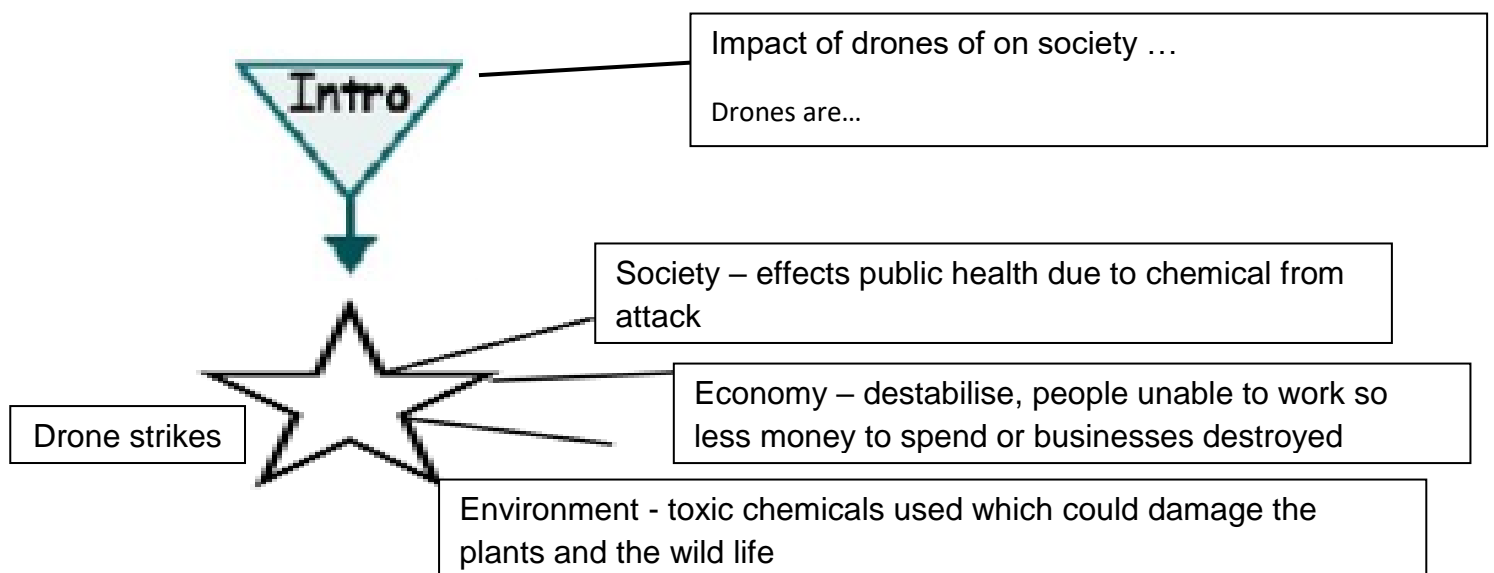 Intro
Impact of drones of on society …
Drones are…
Society – effects public health due to chemical from
attack
Economy – destabilise, people unable to work so
less money to spend or businesses destroyed
Drone strikes
Environment - toxic chemicals used which could damage the
plants and the wild life